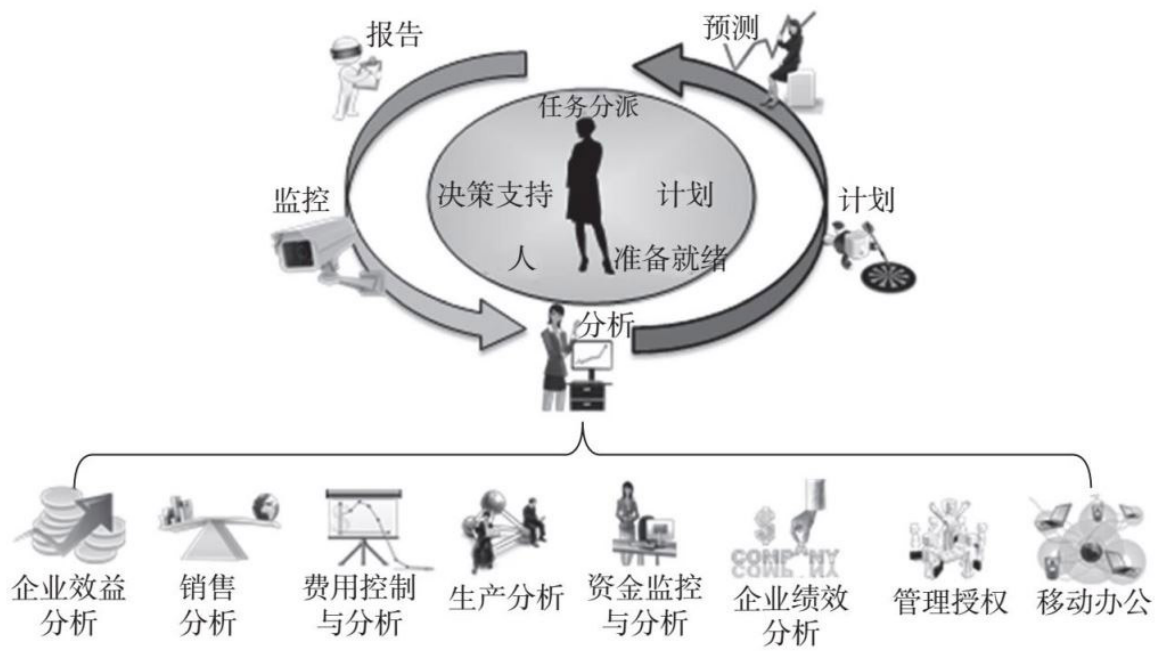 报告
预测
任务分派
监控
决策支持
计划
计划
人
准备就绪
分析
企业效益
分析
销售
分析
费用控制
与分析
生产分析
资金监控
与分析
$
COMPANY
企业绩效
分析
管理授权
移动办公